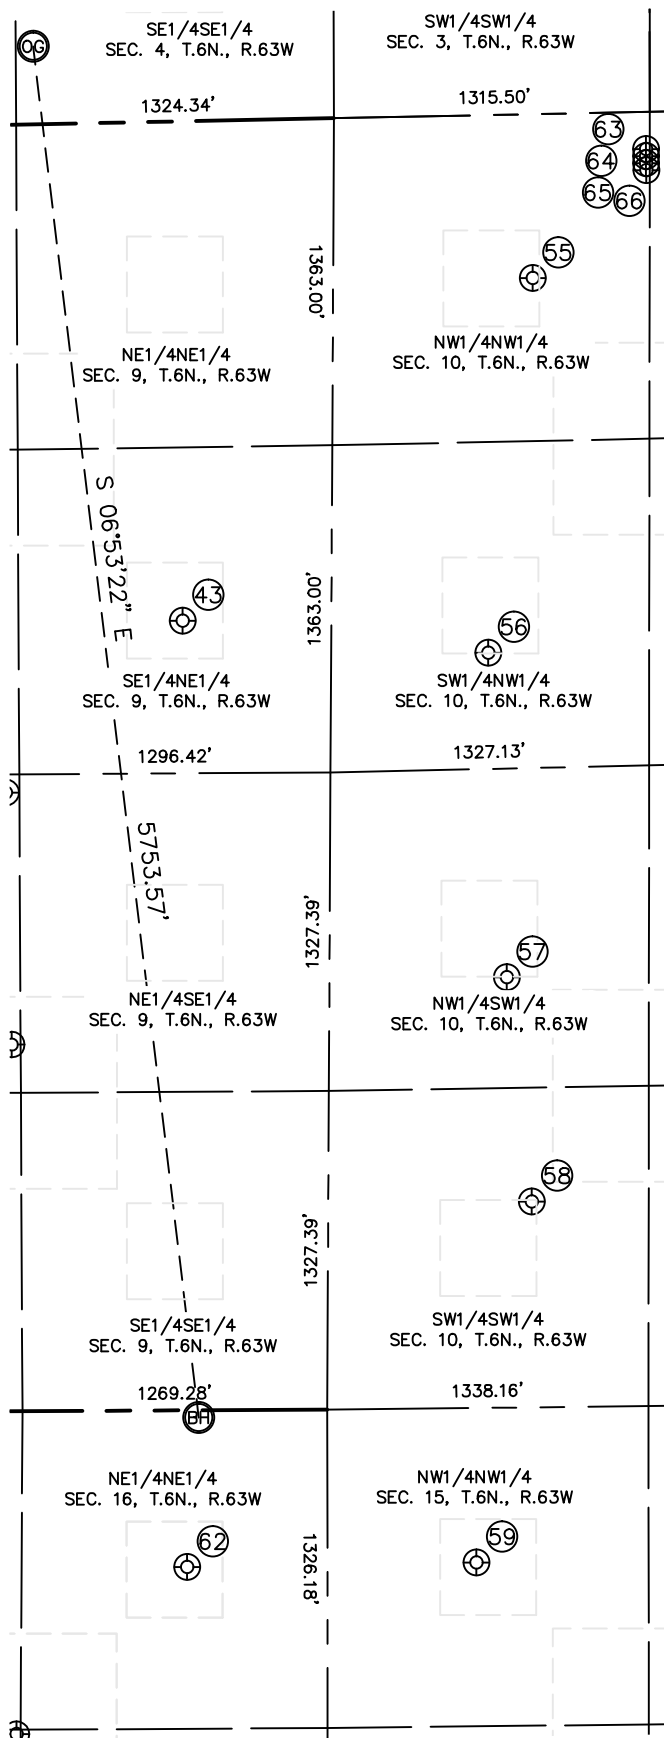 SE1/4SE1/4
SEC. 4, T.6N., R.63W
SW1/4SW1/4
SEC. 3, T.6N., R.63W
OG
1324.34'
1315.50'
63
64
65
66
55
1363.00'
NE1/4NE1/4
SEC. 9, T.6N., R.63W
NW1/4NW1/4
SEC. 10, T.6N., R.63W
S 06°53'22" E
43
1363.00'
56
SE1/4NE1/4
SEC. 9, T.6N., R.63W
SW1/4NW1/4
SEC. 10, T.6N., R.63W
1296.42'
1327.13'
5753.57'
1327.39'
57
NE1/4SE1/4
SEC. 9, T.6N., R.63W
NW1/4SW1/4
SEC. 10, T.6N., R.63W
58
1327.39'
SE1/4SE1/4
SEC. 9, T.6N., R.63W
SW1/4SW1/4
SEC. 10, T.6N., R.63W
1269.28'
1338.16'
BH
NE1/4NE1/4
SEC. 16, T.6N., R.63W
NW1/4NW1/4
SEC. 15, T.6N., R.63W
62
1326.18'
59